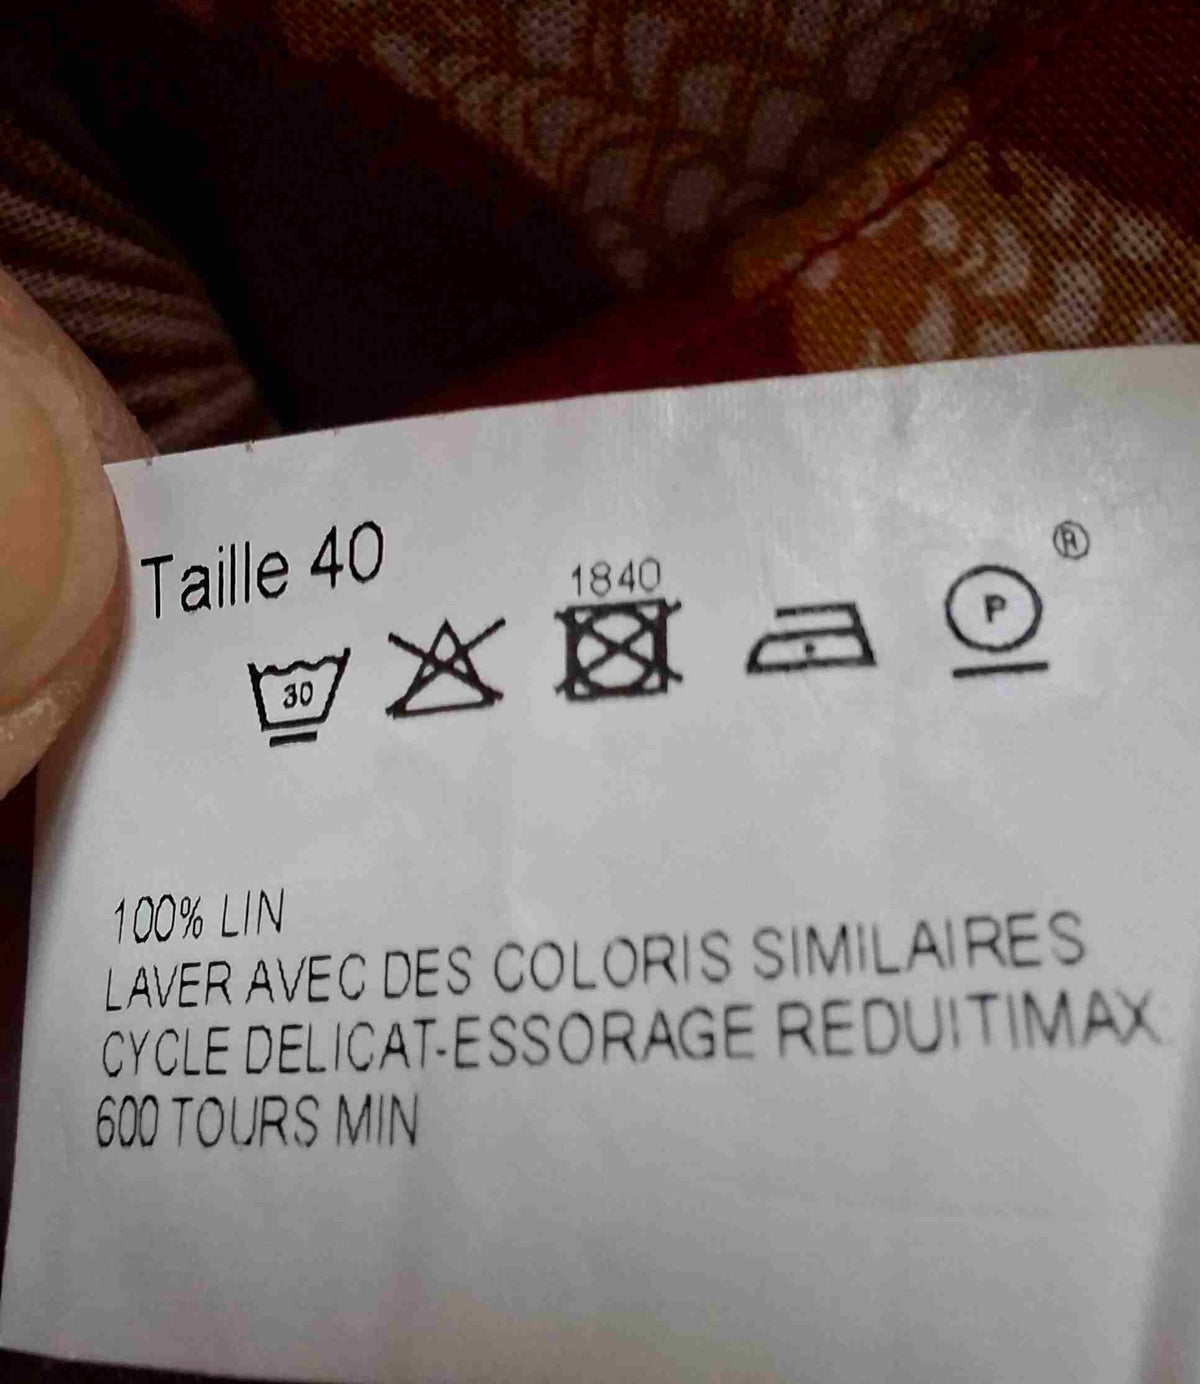 Taille 40
1840
®
30
P
100% LIN
LAVER AVEC DES COLORIS SIMILAIRES
CYCLE DELICAT-ESSORAGE REDUITIMAX
600 TOURS MIN